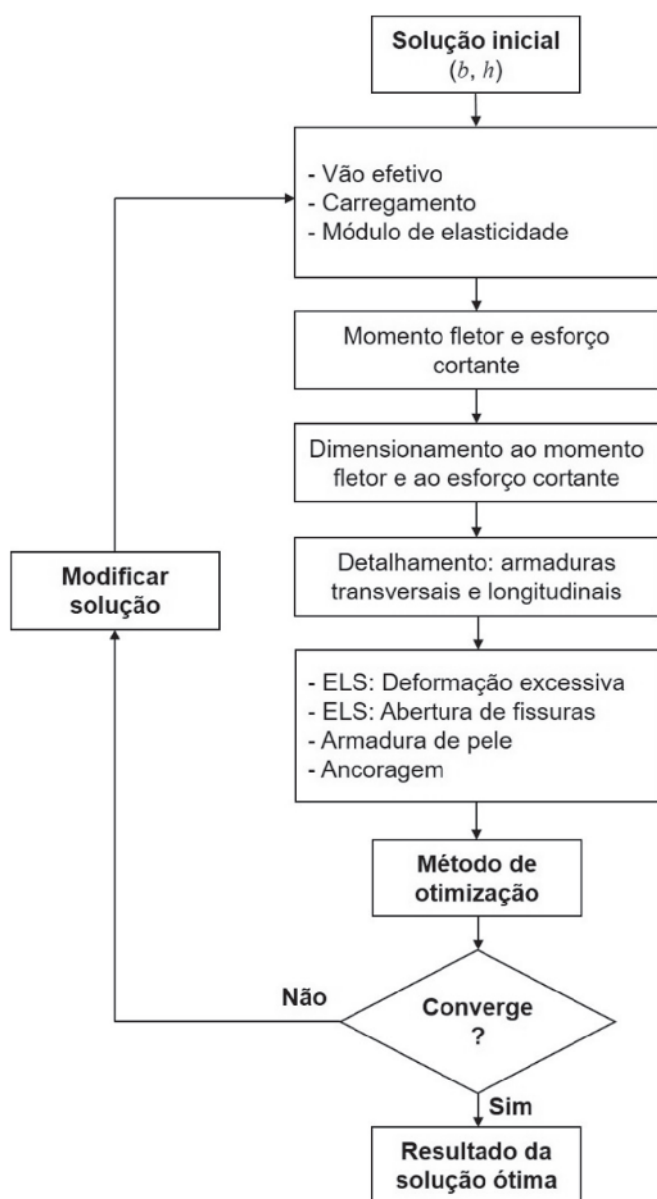 Solução inicial
(b, h)
- Vão efetivo
- Carregamento
- Módulo de elasticidade
Momento fletor e esforço
cortante
Dimensionamento ao momento
fletor e ao esforço cortante
Detalhamento: armaduras
transversais e longitudinais
Modificar
solução
- ELS: Deformação excessiva
- ELS: Abertura de fissuras
- Armadura de pele
- Ancoragem
Método de
otimização
Não
Converge
?
Sim
Resultado da
solução ótima